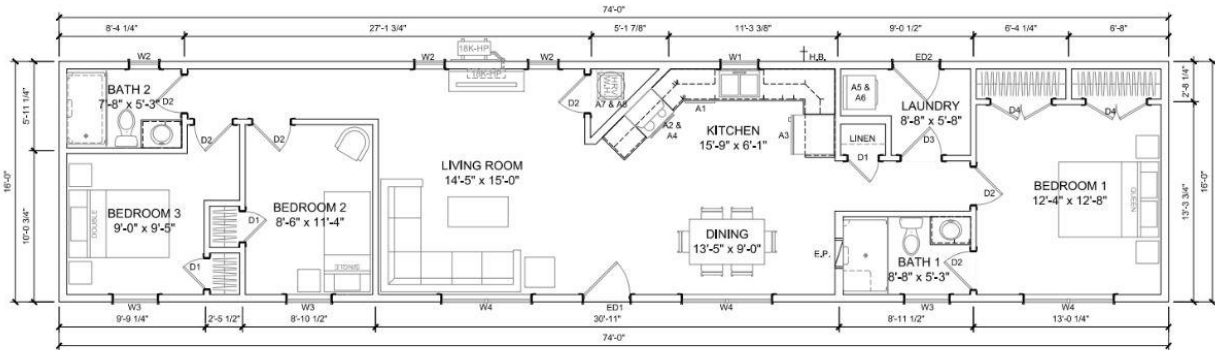 74'-0"
8'-4 1/4"
27'-1 3/4"
5'-1 7/8"
11'-3 3/8"
9'-0 1/2"
6'-4 1/4"
6'-8"
W2
18K-HP
18K-HP
W2
W2
W1
H.B.
ED2
16'-0"
5'-11 1/4"
10'-0 3/4"
BATH 2
7'-8" x 5'-3"
D2
D2
D2
D2
HRV
W.H.
A7 & A8
A2 &
A4
A1
KITCHEN
15'-9" x 6'-1"
A3
A5 &
A6
LAUNDRY
8'-8" x 5'-8"
LINEN
D1
D3
D4
D4
2'-8 1/4"
13'-3 3/4"
16'-0"
LIVING ROOM
14'-5" x 15'-0"
D2
BEDROOM 1
12'-4" x 12'-8"
QUEEN
BEDROOM 3
9'-0" x 9'-5"
DOUBLE
D1
D1
BEDROOM 2
8'-6" x 11'-4"
SINGLE
DINING
13'-5" x 9'-0"
E.P.
BATH 1
8'-8" x 5'-3"
D2
W3
W3
W4
ED1
W4
W3
W4
9'-9 1/4"
2'-5 1/2"
8'-10 1/2"
30'-11"
8'-11 1/2"
13'-0 1/4"
74'-0"